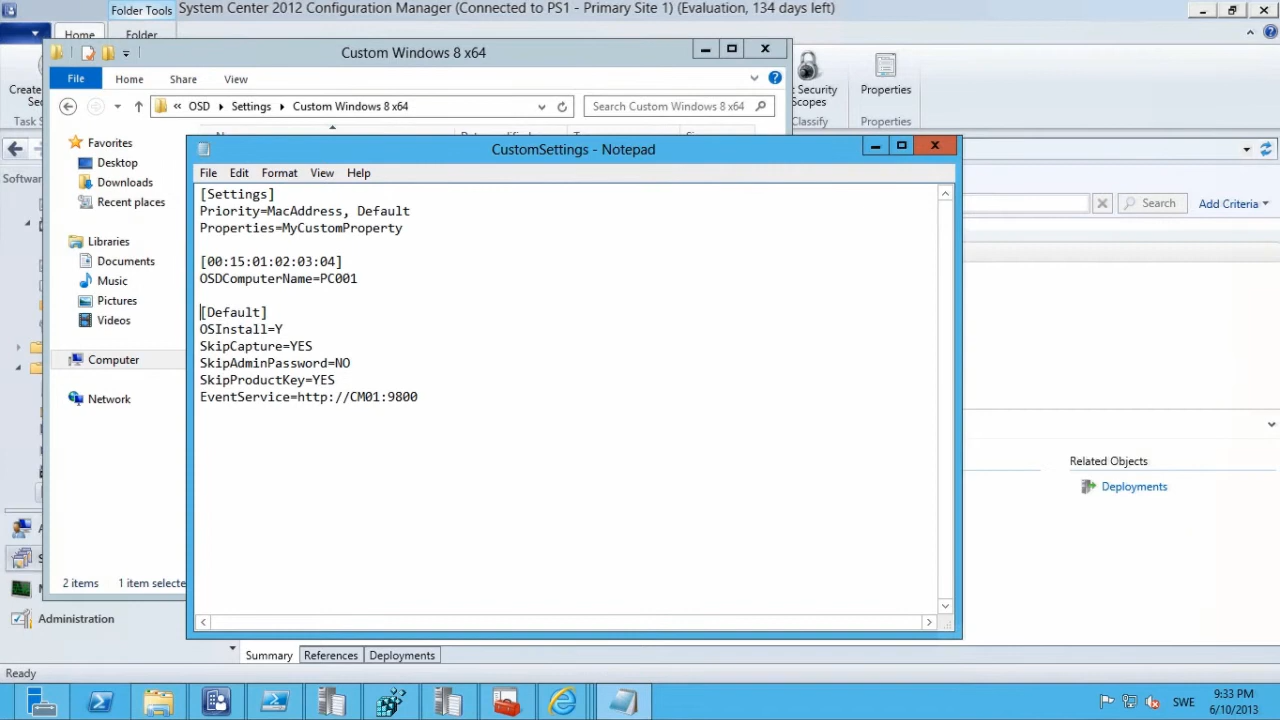 Folder Tools
System Center 2012 Configuration Manager (Connected to PS1 - Primary Site 1) (Evaluation, 134 days left)
Home
Folder
Custom Windows 8 x64
File
Home
Share
View
Create
Security
Scopes
Properties
Classify
Properties
OSD
Settings
Custom Windows 8 x64
Search Custom Windows 8 x64
Favorites
Desktop
Downloads
Recent places
Libraries
Documents
Music
Pictures
Videos
Computer
Network
2 items
1 item
CustomSettings - Notepad
File
Edit
Format
View
Help
[Settings]
Priority=MacAddress, Default
Properties=MyCustomProperty
[00:15:01:02:03:04]
OSDComputerName=PC001
[Default]
OSInstall=Y
SkipCapture=YES
SkipAdminPassword=NO
SkipProductKey=YES
EventService=http://CM01:9800
Search
Add Criteria
Related Objects
Deployments
Administration
Summary
References
Deployments
Ready
SWE
9:33 PM
6/10/2013